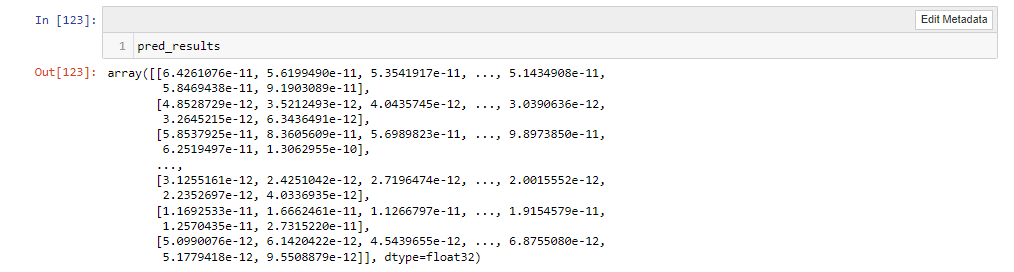 In [123]:
Edit Metadata
1 pred_results
Out[123]: array([[6.4261076e-11, 5.6199490e-11, 5.3541917e-11, ..., 5.1434908e-11,
5.8469438e-11, 9.1903089e-11],
[4.8528729e-12, 3.5212493e-12, 4.0435745e-12, ..., 3.0390636e-12,
3.2645215e-12, 6.3436491e-12],
[5.8537925e-11, 8.3605609e-11, 5.6989823e-11, ..., 9.8973850e-11,
6.2519497e-11, 1.3062955e-10],
...,
[3.1255161e-12, 2.4251042e-12, 2.7196474e-12, ..., 2.0015552e-12,
2.2352697e-12, 4.0336935e-12],
[1.1692533e-11, 1.6662461e-11, 1.1266797e-11, ..., 1.9154579e-11,
1.2570435e-11, 2.7315220e-11],
[5.0990076e-12, 6.1420422e-12, 4.5439655e-12, ..., 6.8755080e-12,
5.1779418e-12, 9.5508879e-12]], dtype=float32)